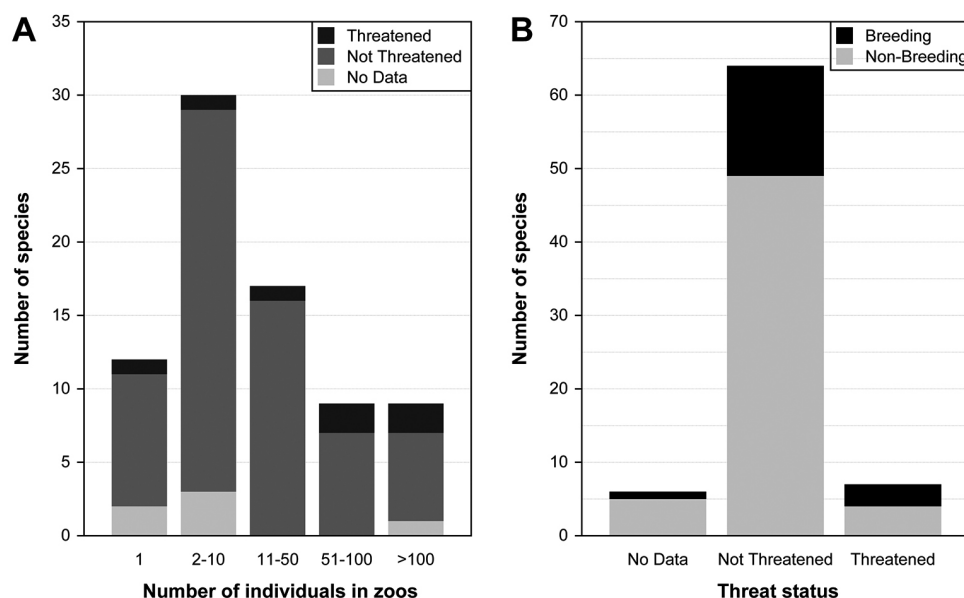 A
35
30
25
20
15
10
5
0
Number of species
Threatened
Not Threatened
No Data
1 2-10 11-50 51-100 >100
Number of individuals in zoos
B
70
60
50
40
30
20
10
0
Number of species
Breeding
Non-Breeding
No Data Not Threatened Threatened
Threat status